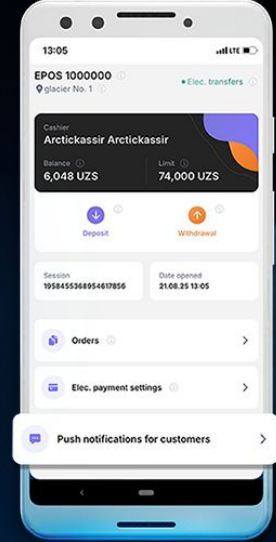 13:05
LTE
EPOS 1000000
glacier No. 1
Elec. transfers
Cashier
Arctickassir Arctickassir
Balance
Limit
6,048 UZS
74,000 UZS
Deposit
Withdrawal
Session
Date opened
1958455368954617856
21.08.25 13:05
Orders
Elec. payment settings
Push notifications for customers